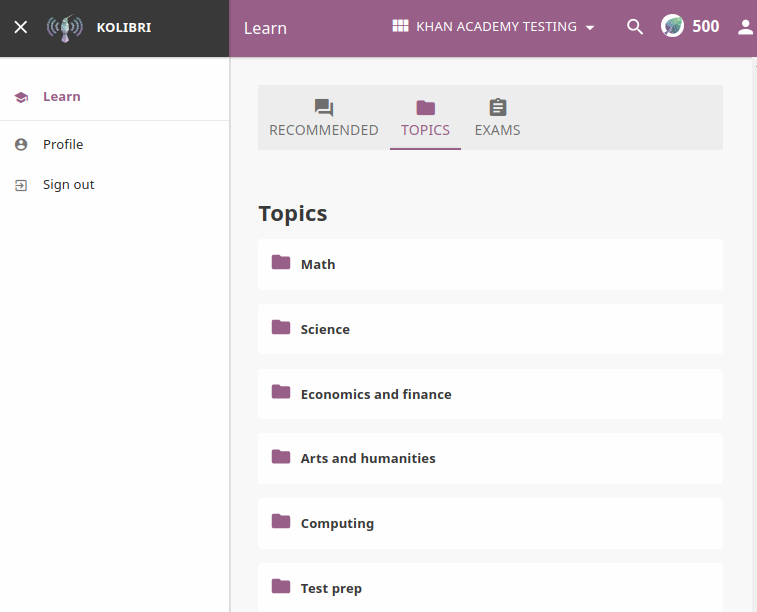 KOLIBRI
Learn
KHAN ACADEMY TESTING
500
Learn
Profile
Sign out
RECOMMENDED
TOPICS
EXAMS
Topics
Math
Science
Economics and finance
Arts and humanities
Computing
Test prep